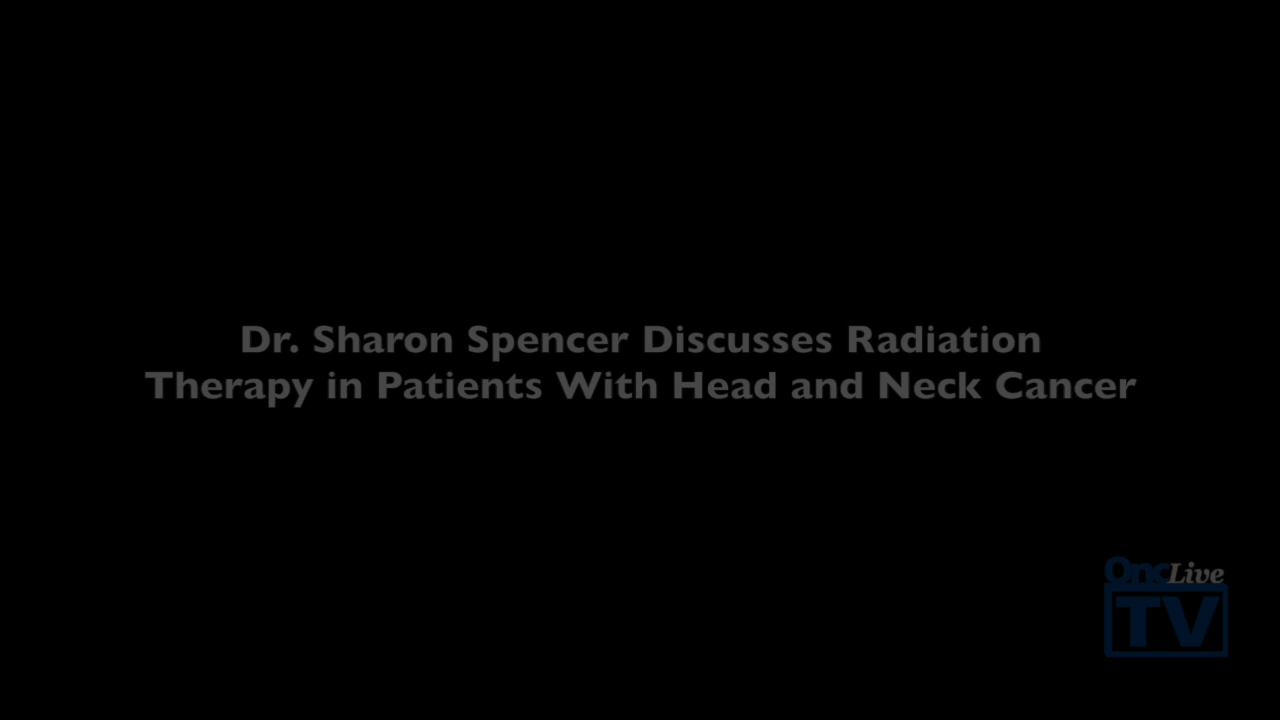 Dr. Sharon Spencer Discusses Radiation
Therapy in Patients With Head and Neck Cancer
OncLive
TV